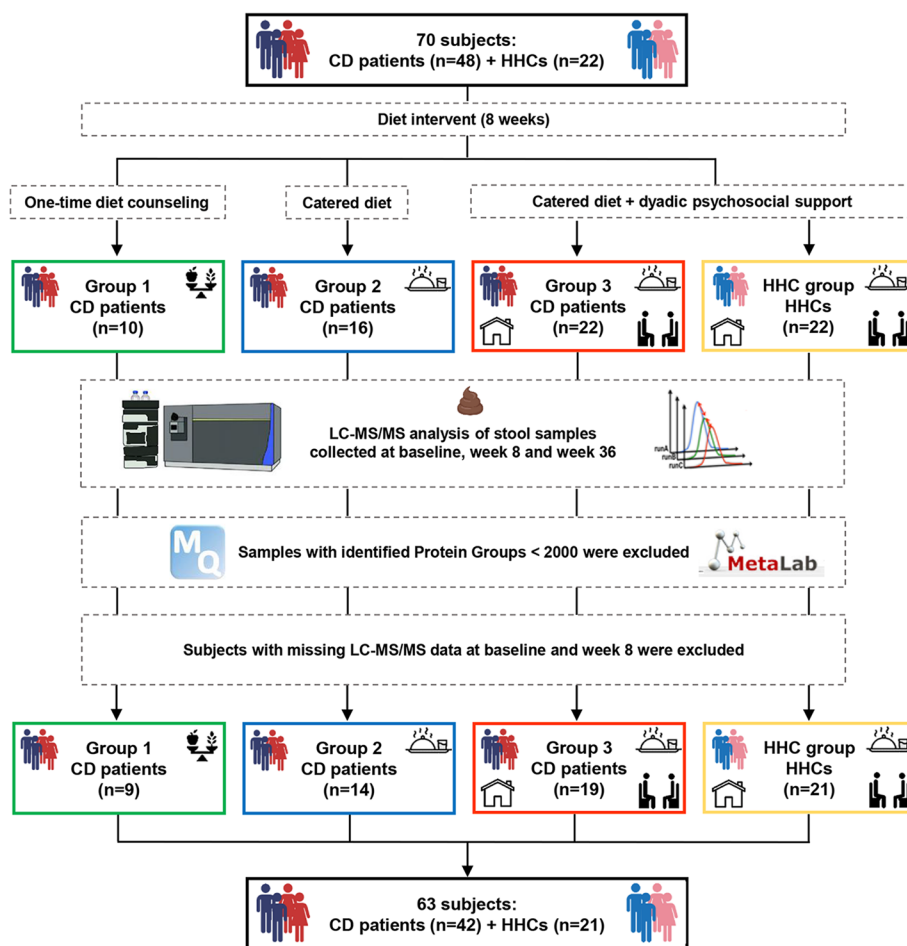 70 subjects:
CD patients (n=48) + HHCs (n=22)
Diet intervent (8 weeks)
One-time diet counseling
Catered diet
Catered diet + dyadic psychosocial support
Group 1
CD patients
(n=10)
Group 2
CD patients
(n=16)
Group 3
CD patients
(n=22)
HHC group
HHCs
(n=22)
LC-MS/MS analysis of stool samples
collected at baseline, week 8 and week 36
runA
runB
runC
MQ
Samples with identified Protein Groups < 2000 were excluded
MetaLab
Subjects with missing LC-MS/MS data at baseline and week 8 were excluded
Group 1
CD patients
(n=9)
Group 2
CD patients
(n=14)
Group 3
CD patients
(n=19)
HHC group
HHCs
(n=21)
63 subjects:
CD patients (n=42) + HHCs (n=21)